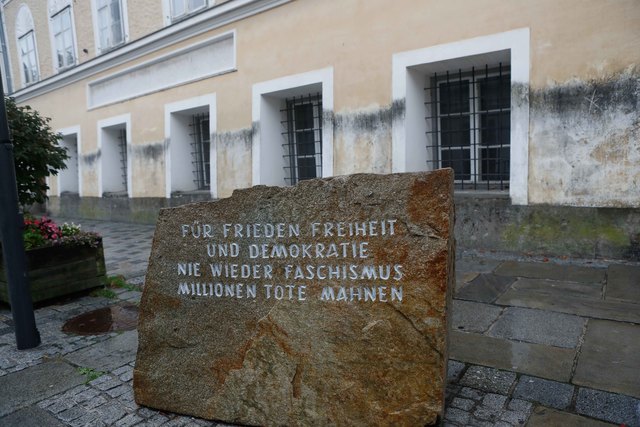 FÜR FRIEDEN FREIHEIT
UND DEMOKRATIE
NIE WIEDER FASCHISMUS
MILLIONEN TOTE MAHNEN